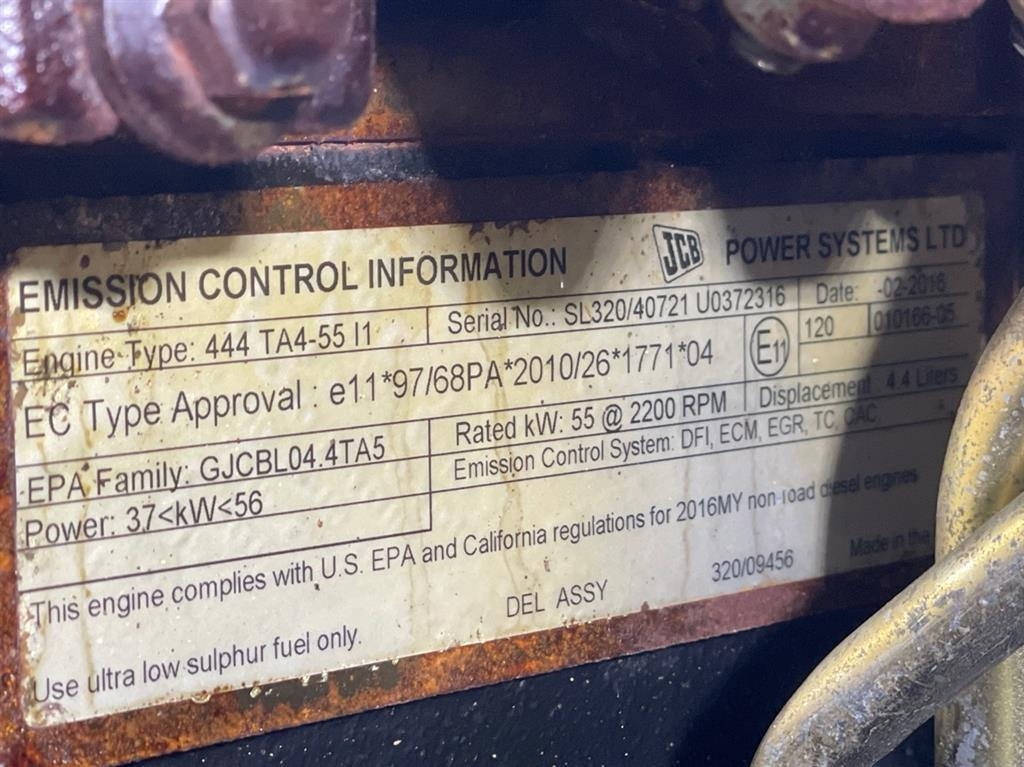 EMISSION CONTROL INFORMATION JCB POWER SYSTEMS LTD
Engine Type: 444 TA4-55 I1 Serial No.: SL320/40721 U0372316 Date: -02-2016
EC Type Approval : e11*97/68PA*2010/26*1771*04 E11 120 010166-05
EPA Family: GJCBL04.4TA5 Rated kW: 55 @ 2200 RPM Displacement 4.4 Liters
Power: 37<kW<56 Emission Control System: DFI, ECM, EGR, TC, CAC
This engine complies with U.S. EPA and California regulations for 2016MY non-road diesel engines
Use ultra low sulphur fuel only. DEL ASSY 320/09456 Made in the